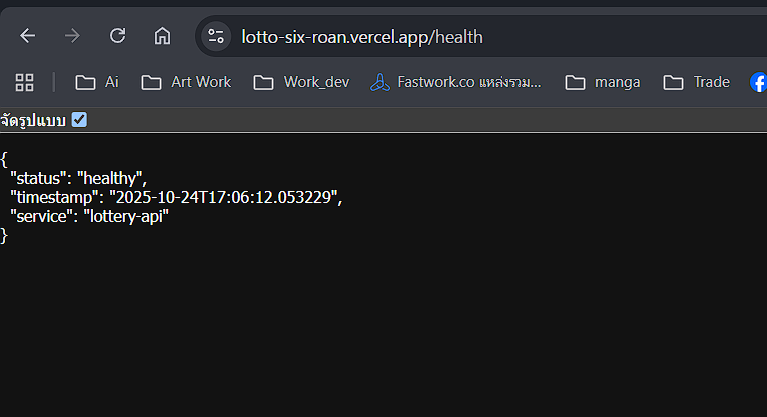 lotto-six-roan.vercel.app/health
Ai Art Work Work_dev Fastwork.co แหล่งรวม... manga Trade
จัดรูปแบบ
{
"status": "healthy",
"timestamp": "2025-10-24T17:06:12.053229",
"service": "lottery-api"
}